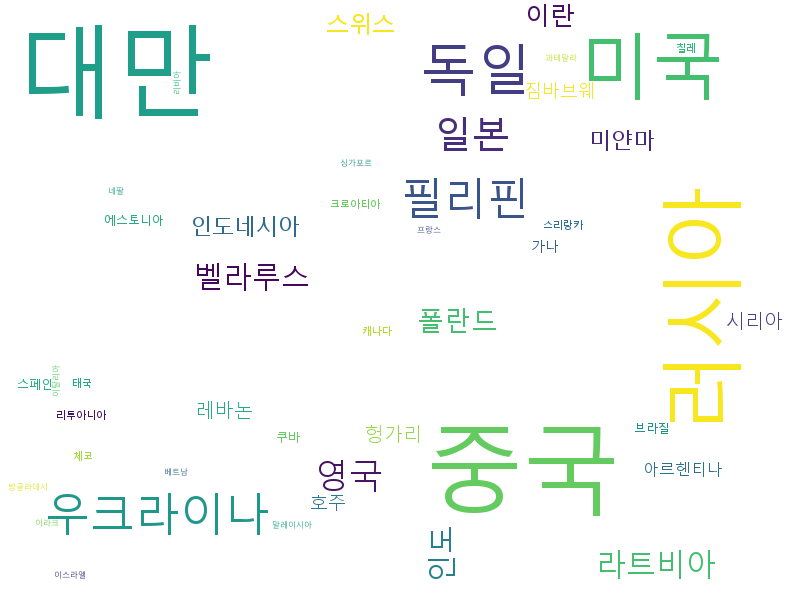 이란
스위스
대만
독일
미국
칠레
과테말라
리비아
짐바브웨
일본
미얀마
싱가포르
네팔
필리핀
크로아티아
에스토니아
인도네시아
스리랑카
프랑스
가나
벨라루스
러시아
폴란드
시리아
캐나다
이탈리아
스페인
태국
레바논
리투아니아
브라질
쿠바
헝가리
중국
체코
베트남
영국
아르헨티나
방글라데시
우크라이나
호주
이라크
말레이시아
인도
라트비아
이스라엘